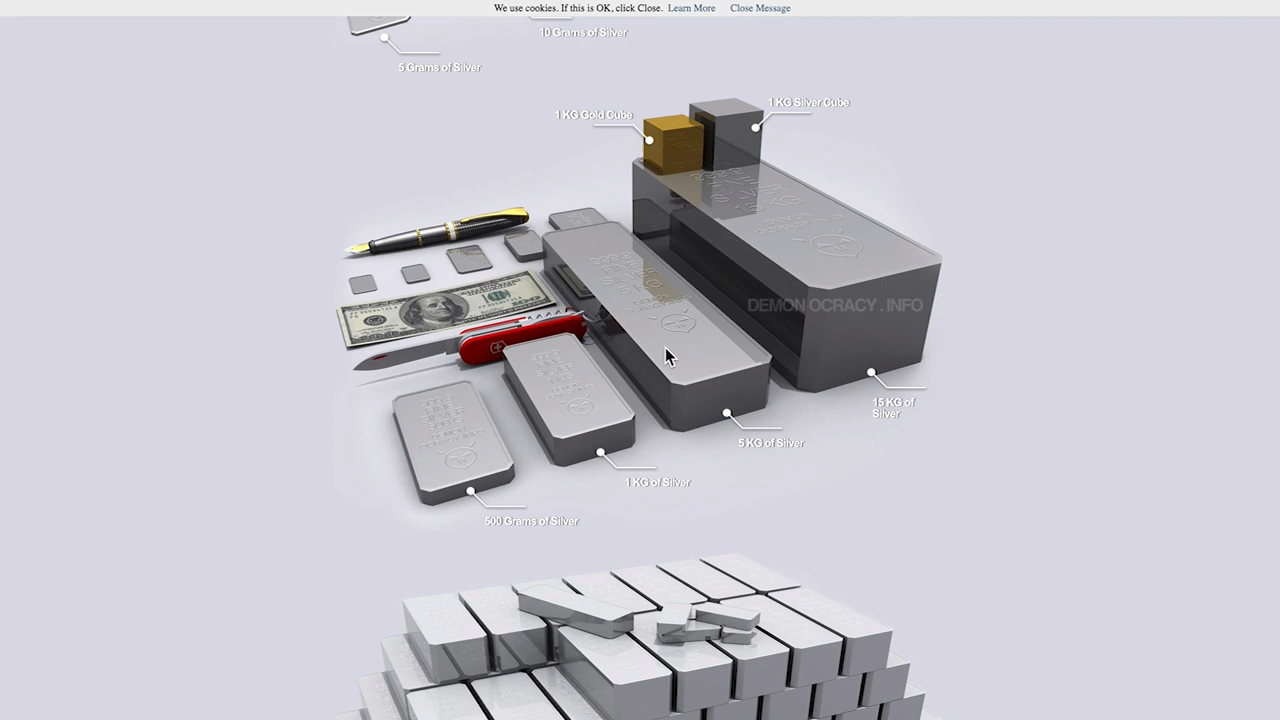 We use cookies. If this is OK, click Close. Learn More Close Message
10 Grams of Silver
5 Grams of Silver
1 KG Gold Cube
1 KG Silver Cube
DEMONOCRACY.INFO
15 KG of
Silver
5 KG of Silver
1 KG of Silver
500 Grams of Silver